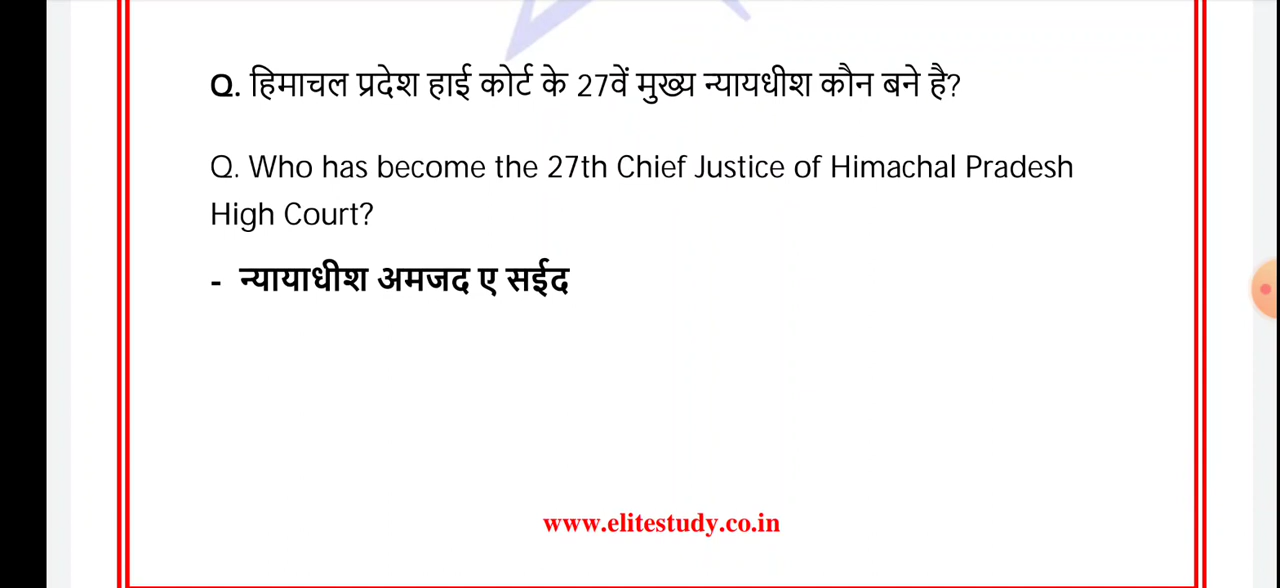 Q. हिमाचल प्रदेश हाई कोर्ट के 27वें मुख्य न्यायधीश कौन बने है?
Q. Who has become the 27th Chief Justice of Himachal Pradesh
High Court?
- न्यायाधीश अमजद ए सईद
www.elitestudy.co.in